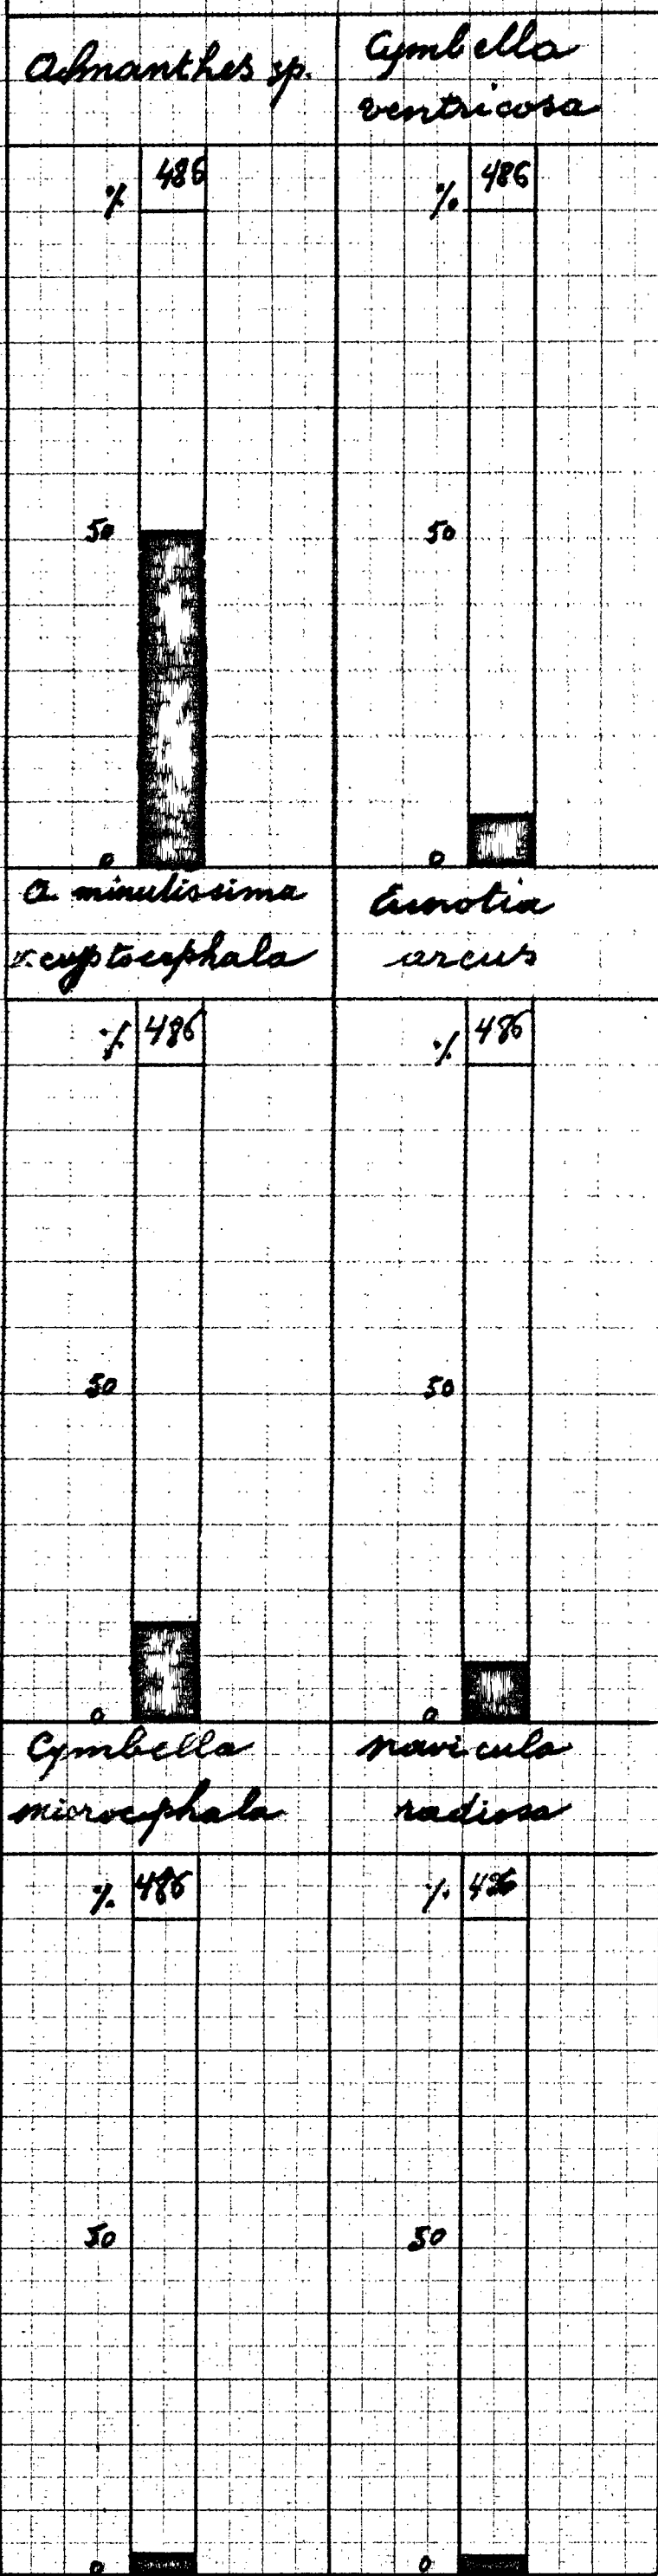 Achnanthes sp.
% 486
50
0
Cymbella
ventricosa
% 486
50
0
A. minutissima
v. cryptocephala
% 486
50
0
Eunotia
arcus
% 486
50
0
Cymbella
microcephala
% 486
50
0
Navicula
radiosa
% 486
50
0